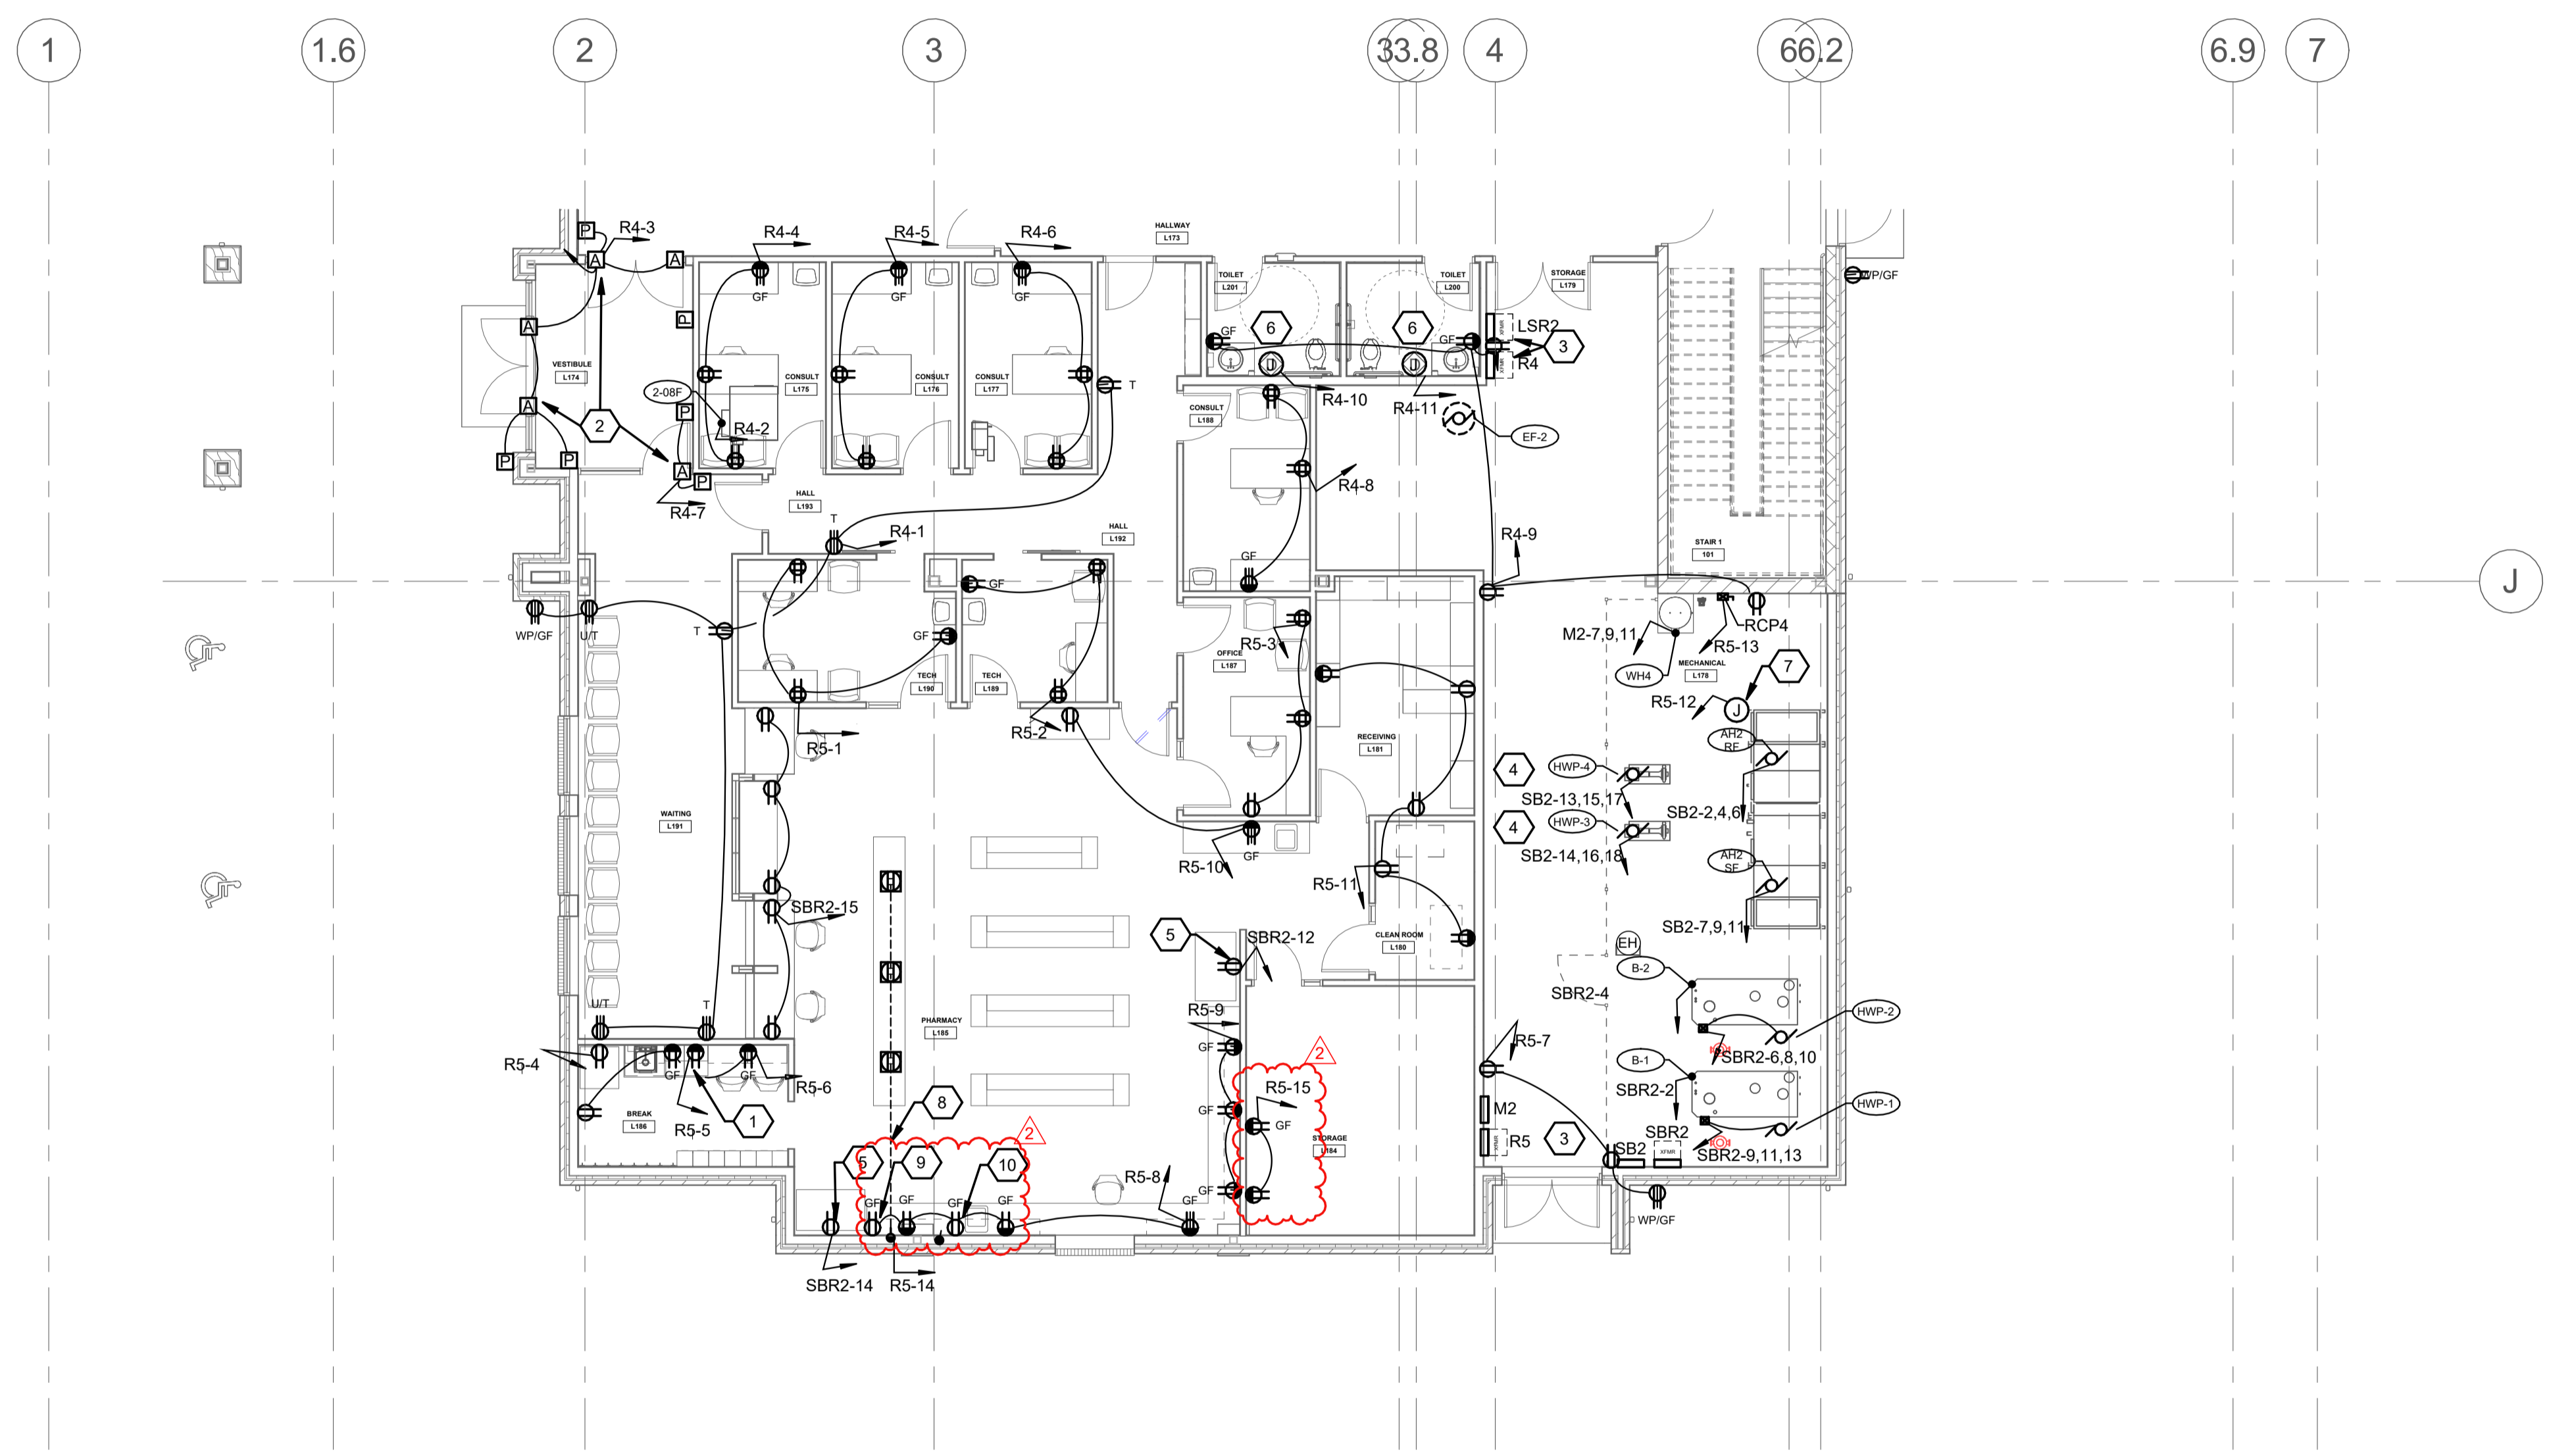 1
1.6
2
3
3.8
4
6
6.2
6.9
7
J
HALLWAY
L173
P
R4-3
A
A
R4-4
R4-5
R4-6
GF
GF
GF
TOILET
L201
TOILET
L200
STORAGE
L179
WP/GF
A
P
VESTIBULE
L174
CONSULT
L175
CONSULT
L176
CONSULT
L177
T
GF
6
J
6
J
GF
LSR2
XFMR
3
XFMR
R4
R4-10
R4-11
EF-2
2-08F
P
R4-2
A
2
P
P
A
P
R4-7
CONSULT
L188
R4-8
HALL
L193
T
R4-1
HALL
L192
R4-9
STAIR 1
101
GF
GF
WP/GF
U/T
T
GF
TECH
L190
TECH
L189
R5-3
OFFICE
L187
M2-7,9,11
RCP4
R5-13
WH4
MECHANICAL
L178
7
R5-12
J
R5-1
R5-2
RECEIVING
L181
AH2
RF
4
HWP-4
SB2-13,15,17
SB2-2,4,6
4
HWP-3
SB2-14,16,18
WAITING
L191
R5-10
GF
R5-11
AH2
SF
H
SBR2-15
5
SBR2-12
CLEAN ROOM
L180
SB2-7,9,11
EH
B-2
SBR2-4
H
U/T
T
R5-9
PHARMACY
L185
HWP-2
R5-4
GF
GF
R5-6
H
GF
2
R5-7
SBR2-6,8,10
B-1
SBR2-2
R5-15
8
HWP-1
BREAK
L186
R5-5
1
2
GF
GF
M2
SBR2
R5
XFMR
3
STORAGE
L184
SB2
XFMR
SBR2-9,11,13
5
9
10
R5-8
GF
GF
GF
GF
GF
GF
WP/GF
SBR2-14
R5-14